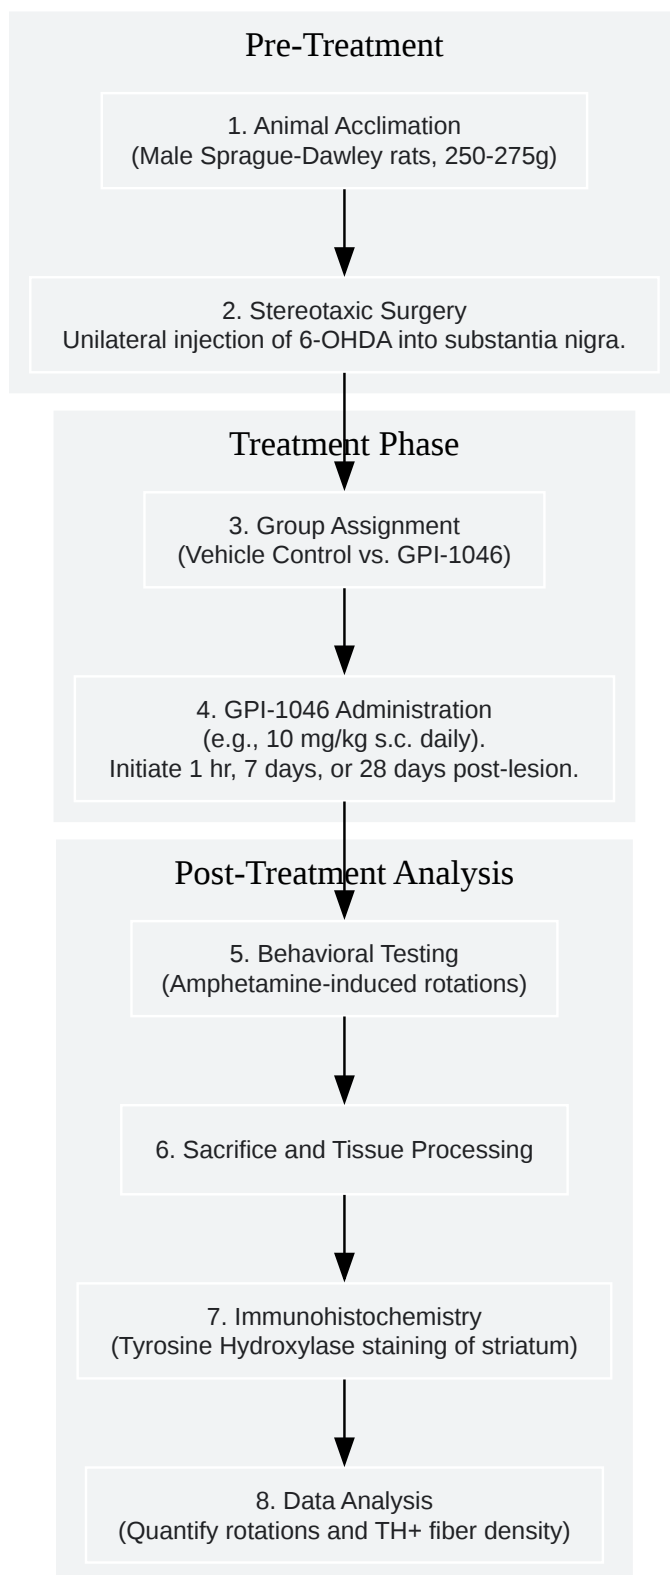 Pre-Treatment
1. Animal Acclimation
(Male Sprague-Dawley rats, 250-275g)
2. Stereotaxic Surgery
Unilateral injection of 6-OHDA into substantia nigra.
Treatment Phase
3. Group Assignment
(Vehicle Control vs. GPI-1046)
4. GPI-1046 Administration
(e.g., 10 mg/kg s.c. daily).
Initiate 1 hr, 7 days, or 28 days post-lesion.
Post-Treatment Analysis
5. Behavioral Testing
(Amphetamine-induced rotations)
6. Sacrifice and Tissue Processing
7. Immunohistochemistry
(Tyrosine Hydroxylase staining of striatum)
8. Data Analysis
(Quantify rotations and TH+ fiber density)